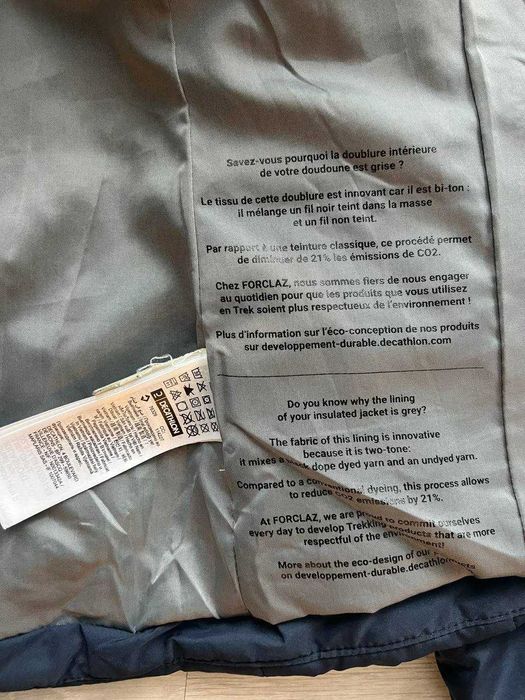 Savez-vous pourquoi la doublure intérieure
de votre doudoune est grise ?
Le tissu de cette doublure est innovant car il est bi-ton :
il mélange un fil noir teint dans la masse
et un fil non teint.
Par rapport à une teinture classique, ce procédé permet
de diminuer de 21% les émissions de CO2.
Chez FORCLAZ, nous sommes fiers de nous engager
au quotidien pour que les produits que vous utilisez
en Trek soient plus respectueux de l'environnement !
Plus d'information sur l'éco-conception de nos produits
sur developpement-durable.decathlon.com
Do you know why the lining
of your insulated jacket is grey?
The fabric of this lining is innovative
because it is two-tone:
it mixes a black dope dyed yarn and an undyed yarn.
Compared to a conventional dyeing, this process allows
to reduce CO2 emissions by 21%.
At FORCLAZ, we are proud to commit ourselves
every day to develop Trekking products that are more
respectful of the environment!
More about the eco-design of our products
on developpement-durable.decathlon
DECATHLON